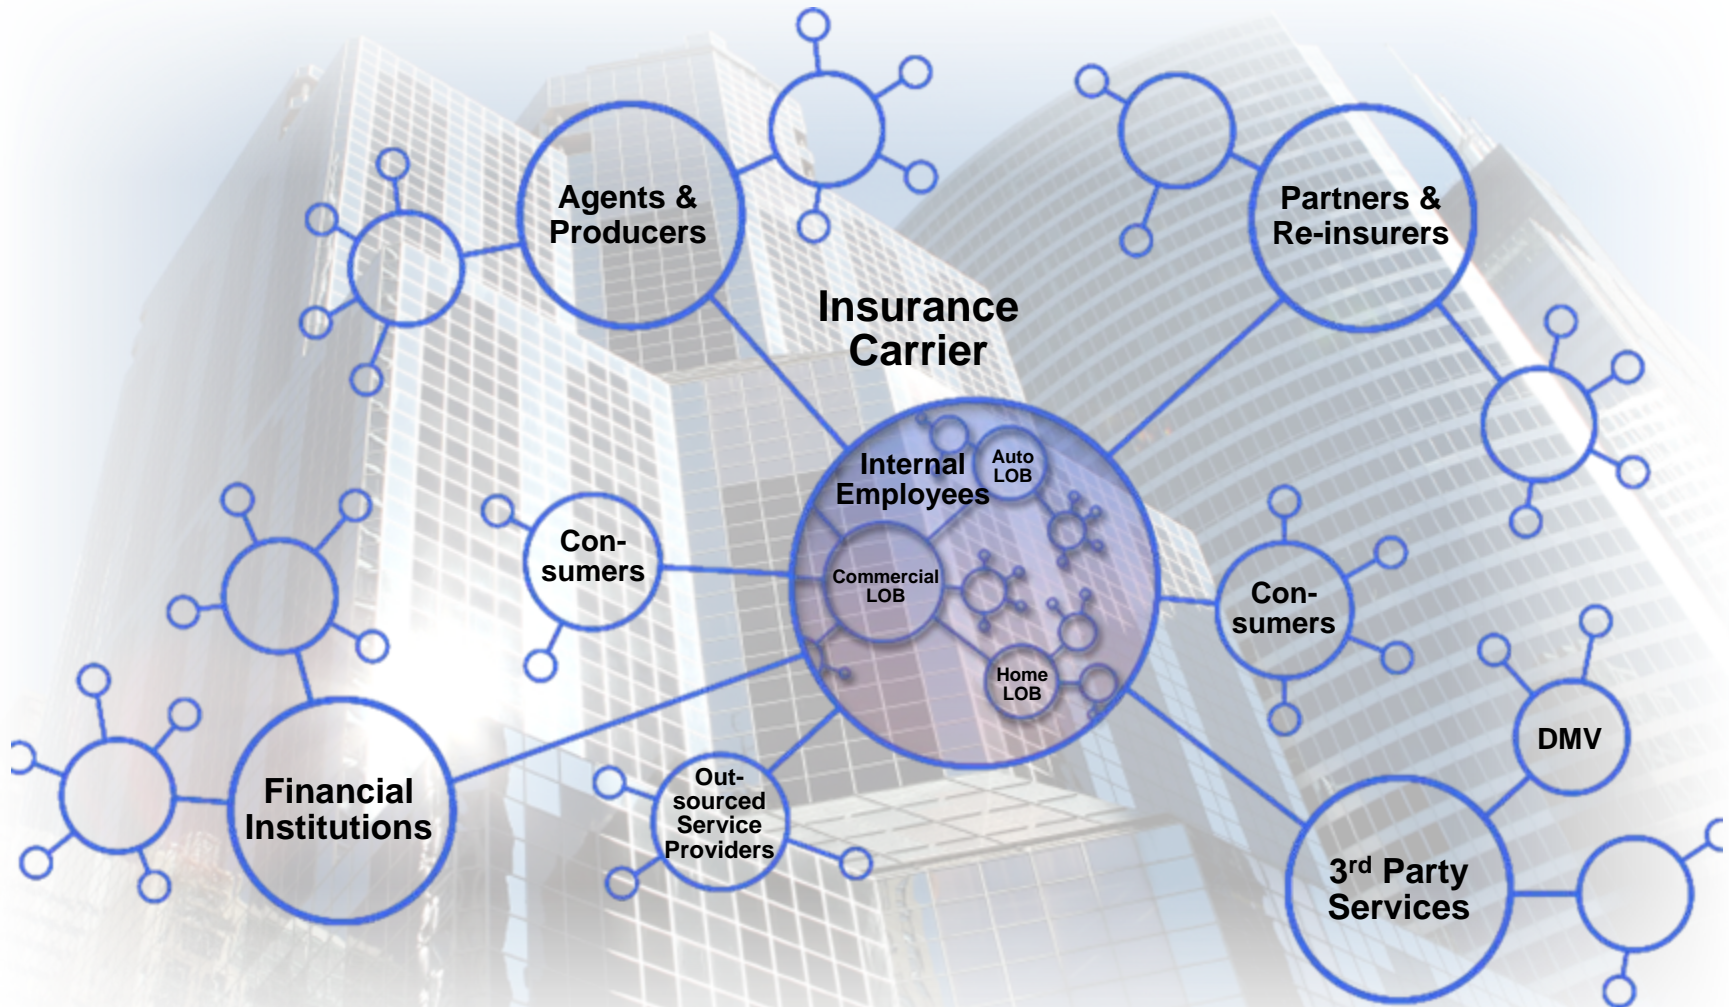 Agents &
Producers
Partners &
Re-insurers
Insurance
Carrier
Internal
Employees
Auto
LOB
Con-
sumers
Commercial
LOB
Con-
sumers
Home
LOB
DMV
Financial
Institutions
Out-
sourced
Service
Providers
3rd Party
Services